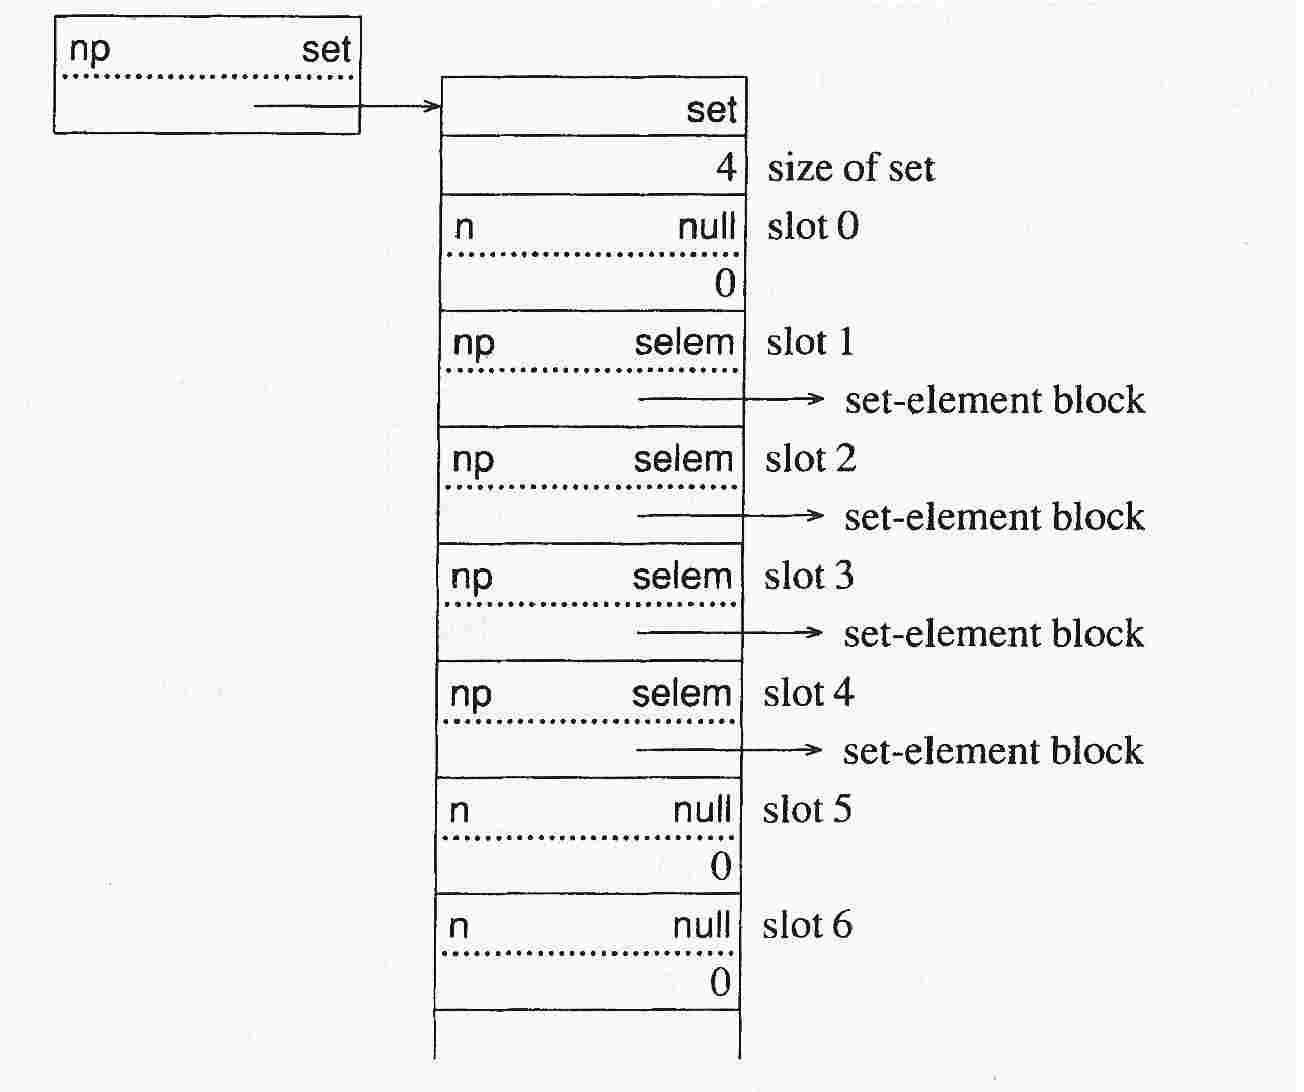 np set
set
4 size of set
n null slot 0
0
np selem slot 1
set-element block
np selem slot 2
set-element block
np selem slot 3
set-element block
np selem slot 4
set-element block
n null slot 5
0
n null slot 6
0